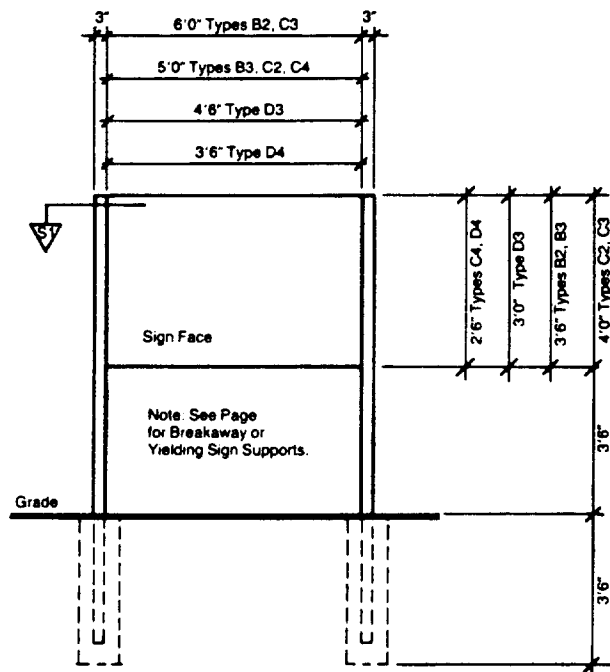 3"
6'0" Types B2, C3
3"
5'0" Types B3, C2, C4
4'6" Type D3
3'6" Type D4
S1
2'6" Types C4, D4
3'0" Type D3
3'6" Types B2, B3
4'0" Types C2, C3
Sign Face
Note: See Page
for Breakaway or
Yielding Sign Supports.
3'6"
Grade
3'6"